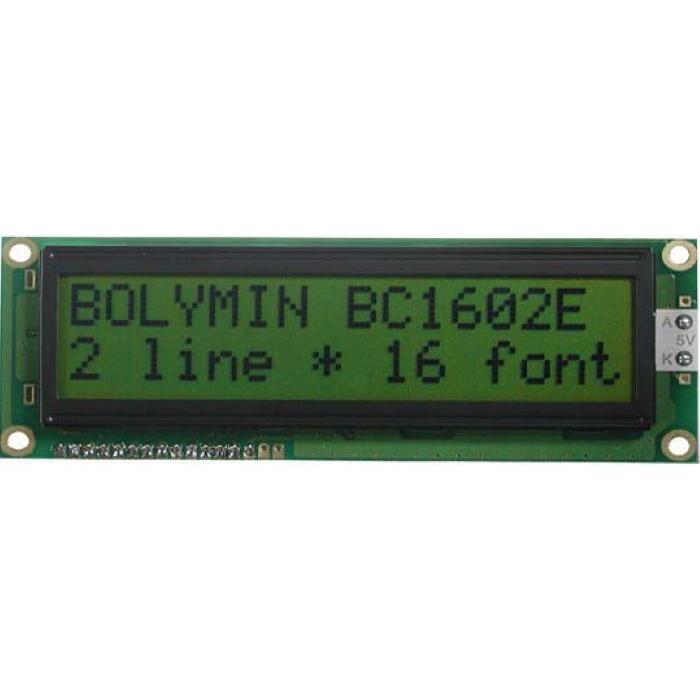 BOLYMIN BC1602E
2 line * 16 font
A
5V
K